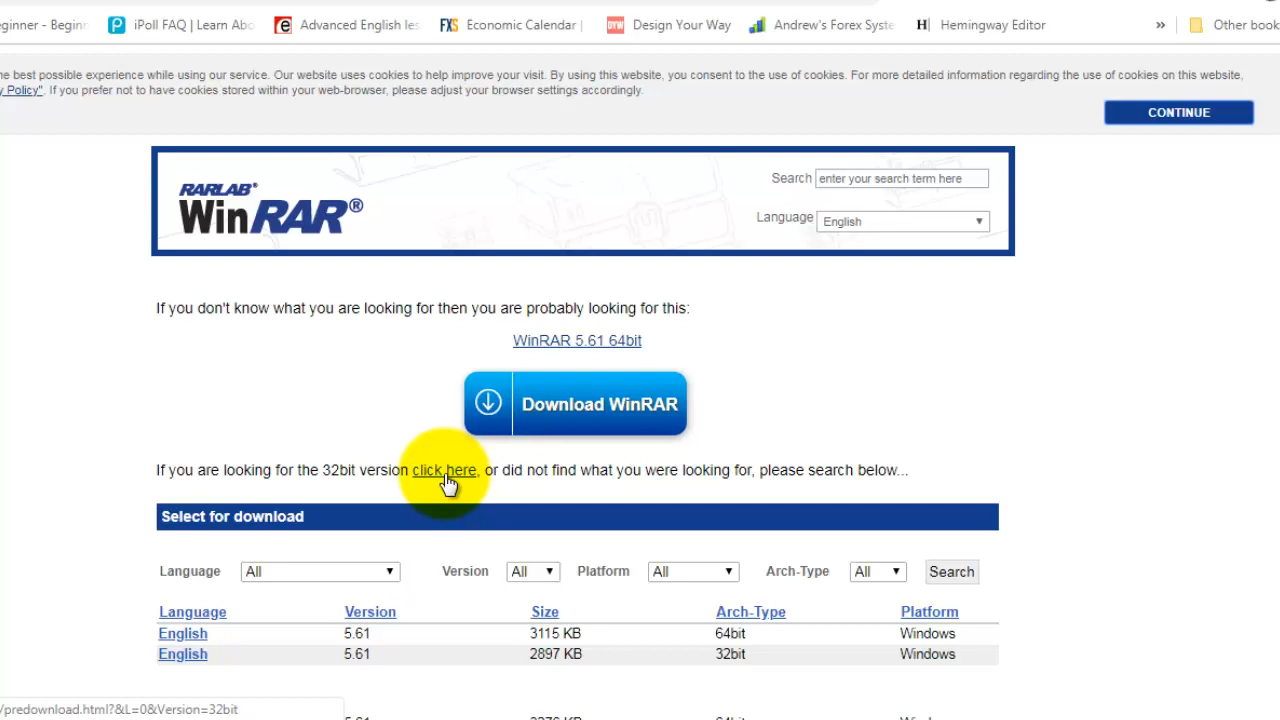 ginner - Begin
iPoll FAQ | Learn Abo
Advanced English les
FXS Economic Calendar |
DYW Design Your Way
Andrew's Forex Syste
H Hemingway Editor
»
Other book
he best possible experience while using our service. Our website uses cookies to help improve your visit. By using this website, you consent to the use of cookies. For more detailed information regarding the use of cookies on this website,
y Policy". If you prefer not to have cookies stored within your web-browser, please adjust your browser settings accordingly.
CONTINUE
RARLAB®
WinRAR®
Search enter your search term here
Language English
If you don't know what you are looking for then you are probably looking for this:
WinRAR 5.61 64bit
Download WinRAR
If you are looking for the 32bit version click here, or did not find what you were looking for, please search below...
Select for download
Language All Version All Platform All Arch-Type All Search
Language Version Size Arch-Type Platform
English 5.61 3115 KB 64bit Windows
English 5.61 2897 KB 32bit Windows
/predownload.html?&L=0&Version=32bit